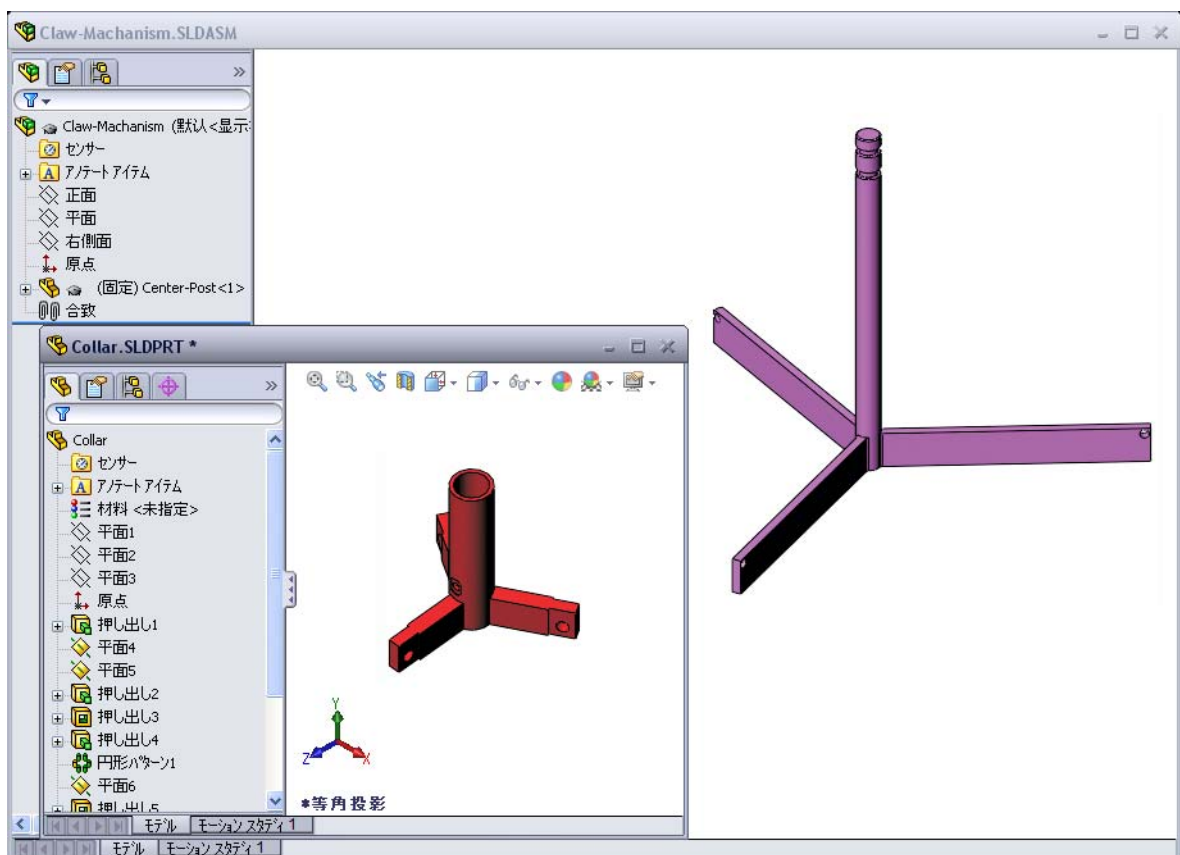 Claw-Machanism.SLDASM
Claw-Machanism (默认<显示
センサー
アノテート アイテム
正面
平面
右側面
原点
(固定) Center-Post<1>
合致
Collar.SLDPRT *
Collar
センサー
アノテート アイテム
材料 <未指定>
平面1
平面2
平面3
原点
押し出し1
平面4
平面5
押し出し2
押し出し3
押し出し4
円形パターン1
平面6
押し出し5
Y
Z
X
*等角投影
モデル
モーション スタディ 1
モデル
モーション スタディ 1